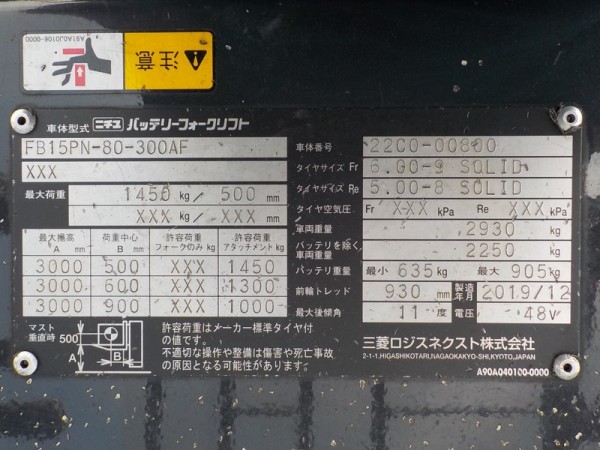 A91A0J0106-0000
注意
車体型式 ニチユ バッテリーフォークリフト
FB15PN-80-300AF
XXX
最大荷重 1450 kg/ 500 mm
XXX kg/ XXX mm
最大揚高 A mm 荷重中心 B mm 許容荷重 フォークのみ kg 許容荷重 アタッチメント kg
3000 500 XXX 1450
3000 600 XXX 1300
3000 900 XXX 1000
マスト垂直時 500 A B
許容荷重はメーカー標準タイヤ付
の値です。
不適切な操作や整備は傷害や死亡事故
の原因となる可能性があります。
車体番号 22C0-00800
タイヤサイズ Fr 6.00-9 SOLID
タイヤサイズ Re 5.00-8 SOLID
タイヤ空気圧 Fr XXX kPa Re XXX kPa
車両重量 2930 kg
バッテリを除く車両重量 2250 kg
バッテリ重量 最小 635 kg 最大 905 kg
前輪トレッド 930 mm 製造年月 2019/12
最大後傾角 11 度 電圧 48V
三菱ロジスネクスト株式会社
2-1-1,HIGASHIKOTARI,NAGAOKAKYO-SHI,KYOTO,JAPAN
A90A040100-0000